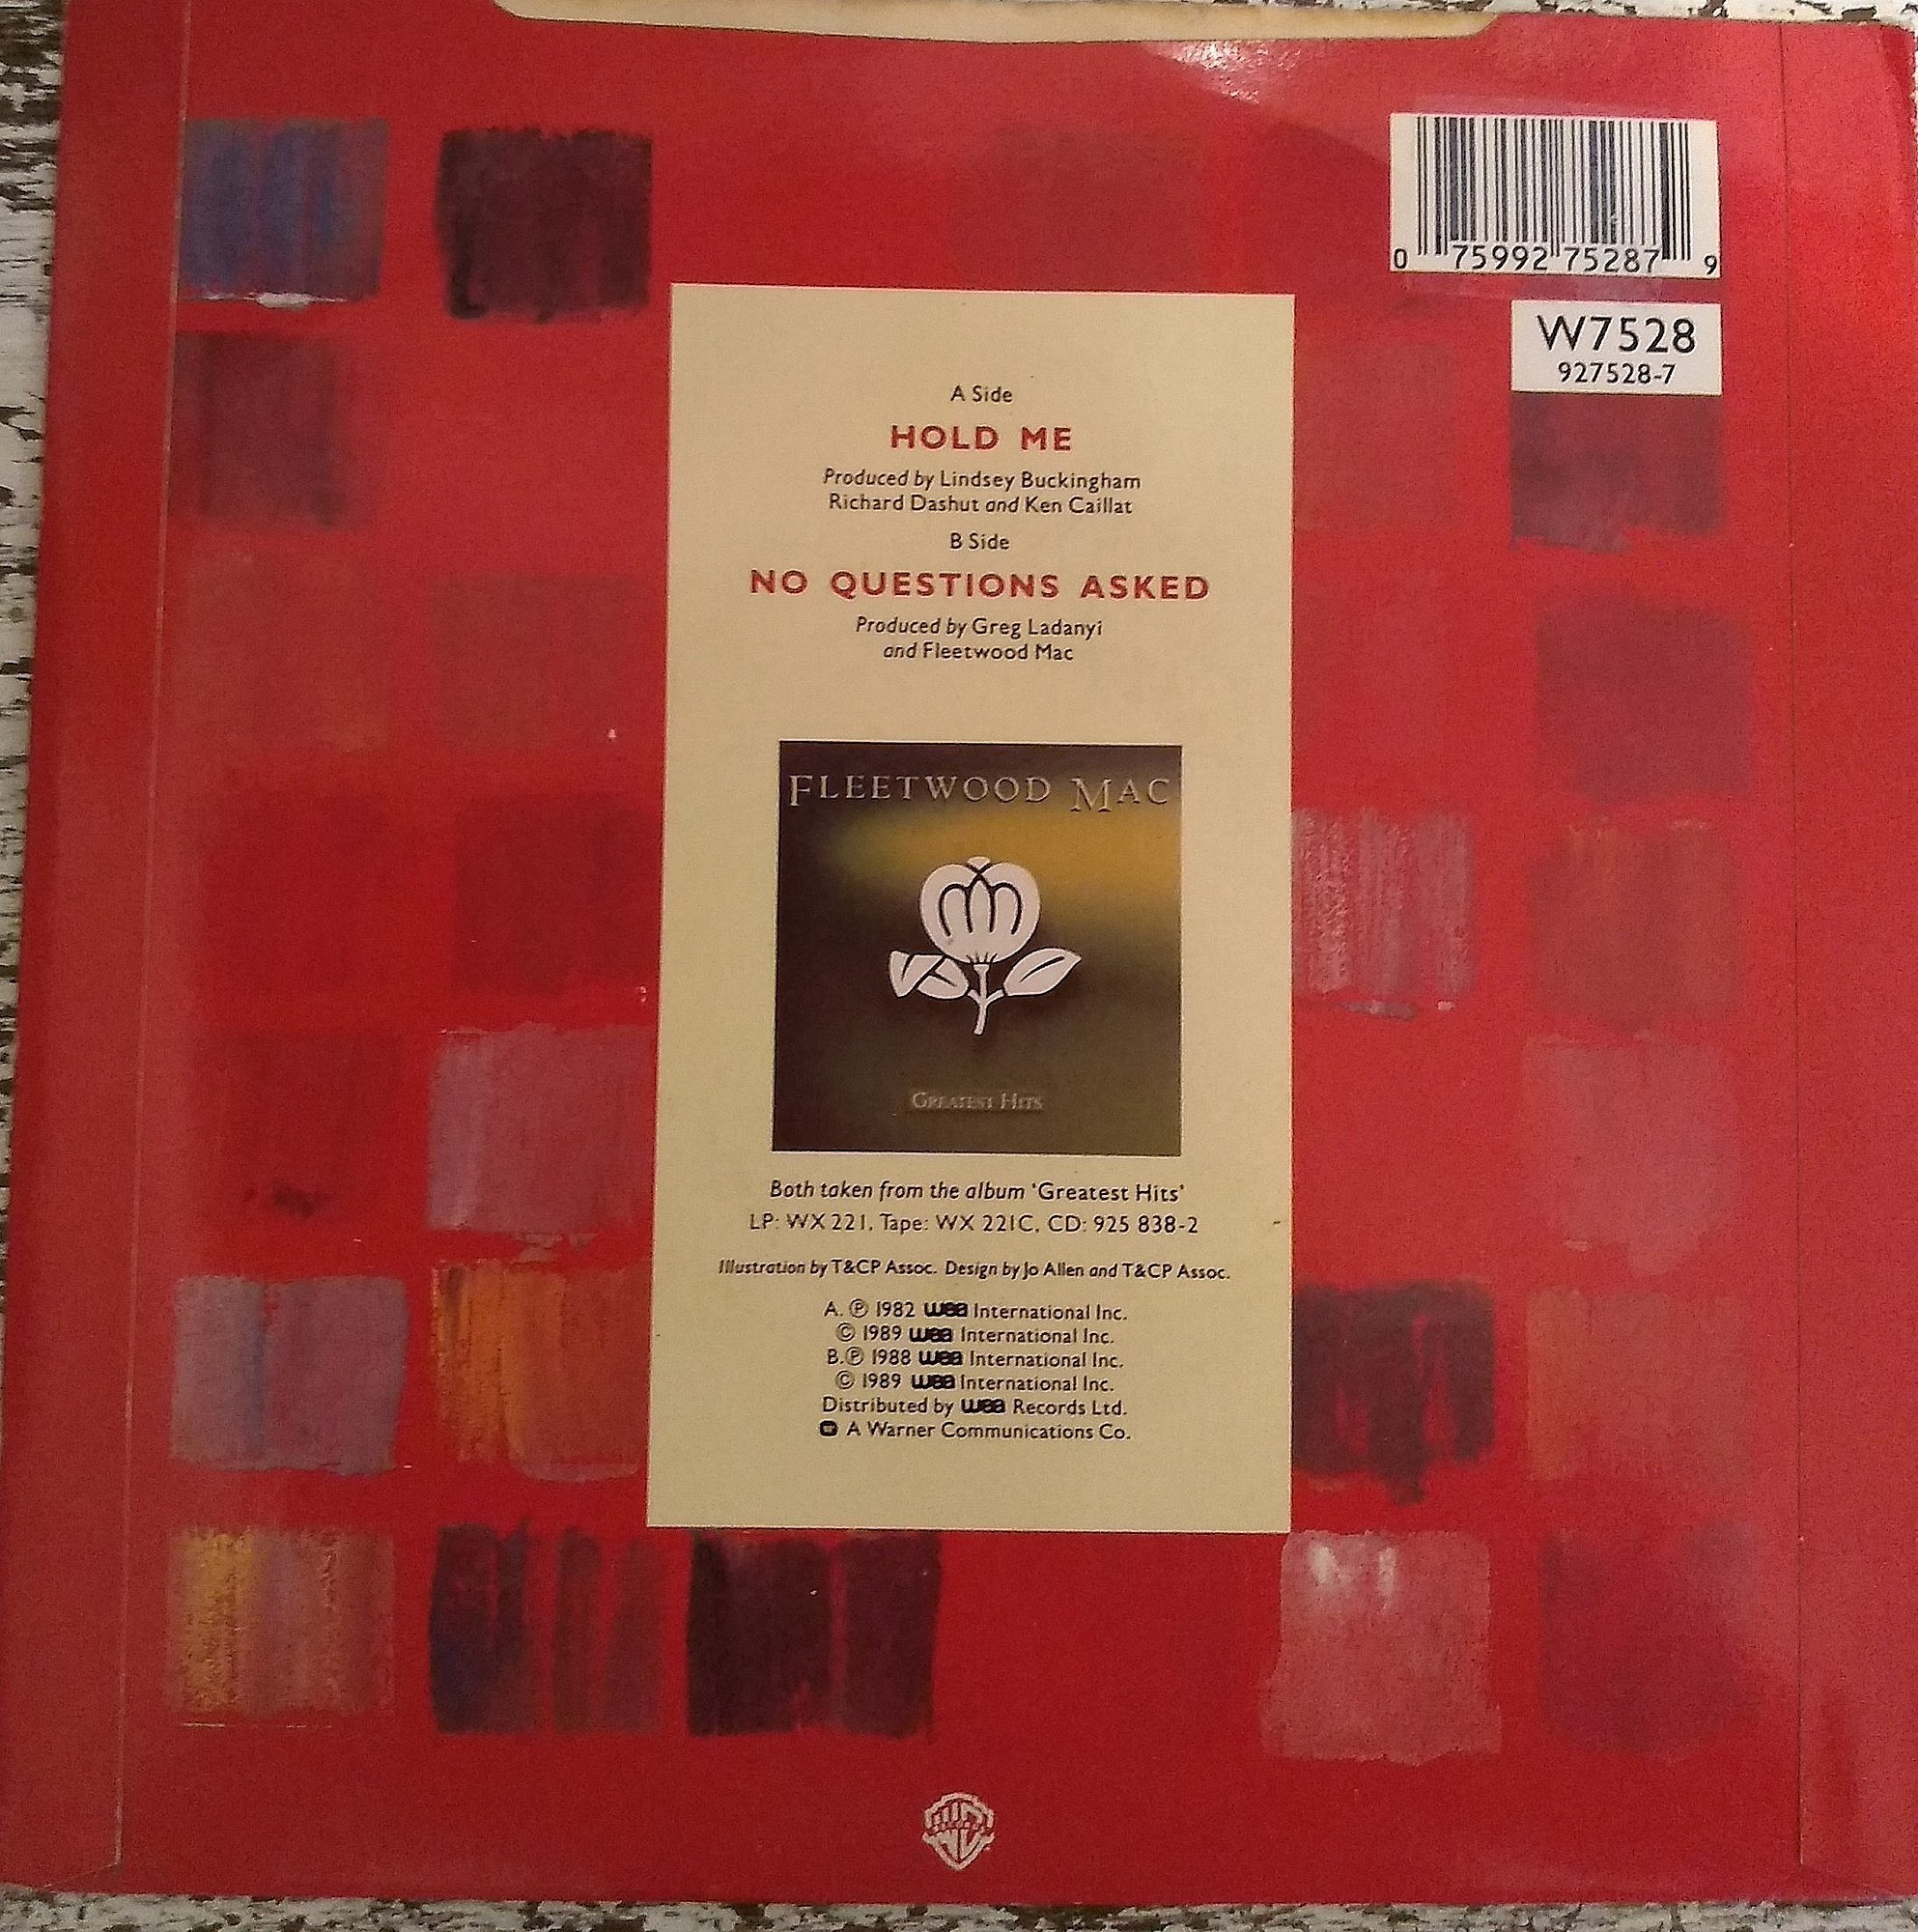 0 75992 75287 9
W7528
927528-7
A Side
HOLD ME
Produced by Lindsey Buckingham
Richard Dashut and Ken Caillat
B Side
NO QUESTIONS ASKED
Produced by Greg Ladanyi
and Fleetwood Mac
FLEETWOOD MAC
GREATEST HITS
Both taken from the album 'Greatest Hits'
LP: WX 221, Tape: WX 221C, CD: 925 838-2
Illustration by T&CP Assoc. Design by Jo Allen and T&CP Assoc.
A. ℗ 1982 wea International Inc.
© 1989 wea International Inc.
B.℗ 1988 wea International Inc.
© 1989 wea International Inc.
Distributed by wea Records Ltd.
A Warner Communications Co.